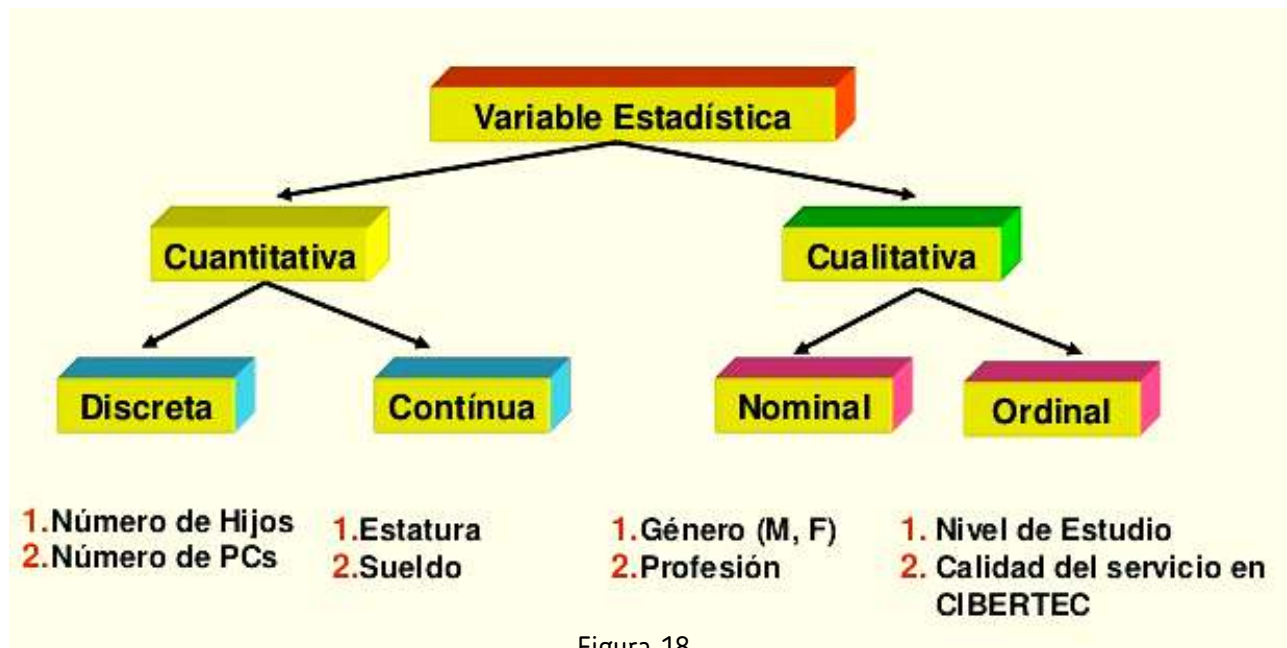 Variable Estadística
Cuantitativa
Cualitativa
Discreta
Contínua
Nominal
Ordinal
1.Número de Hijos
2.Número de PCs
1.Estatura
2.Sueldo
1.Género (M, F)
2.Profesión
1. Nivel de Estudio
2. Calidad del servicio en
CIBERTEC
Figura 18